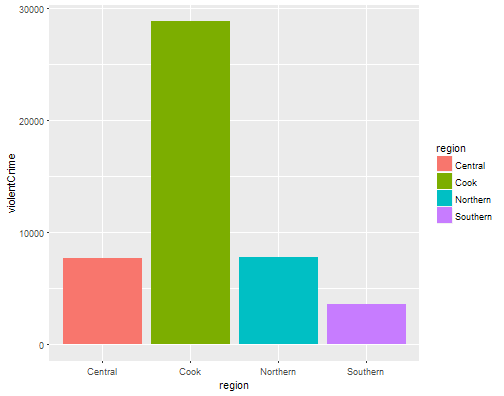 30000
20000
10000
0
violentCrime
Central
Cook
Northern
Southern
region
region
Central
Cook
Northern
Southern